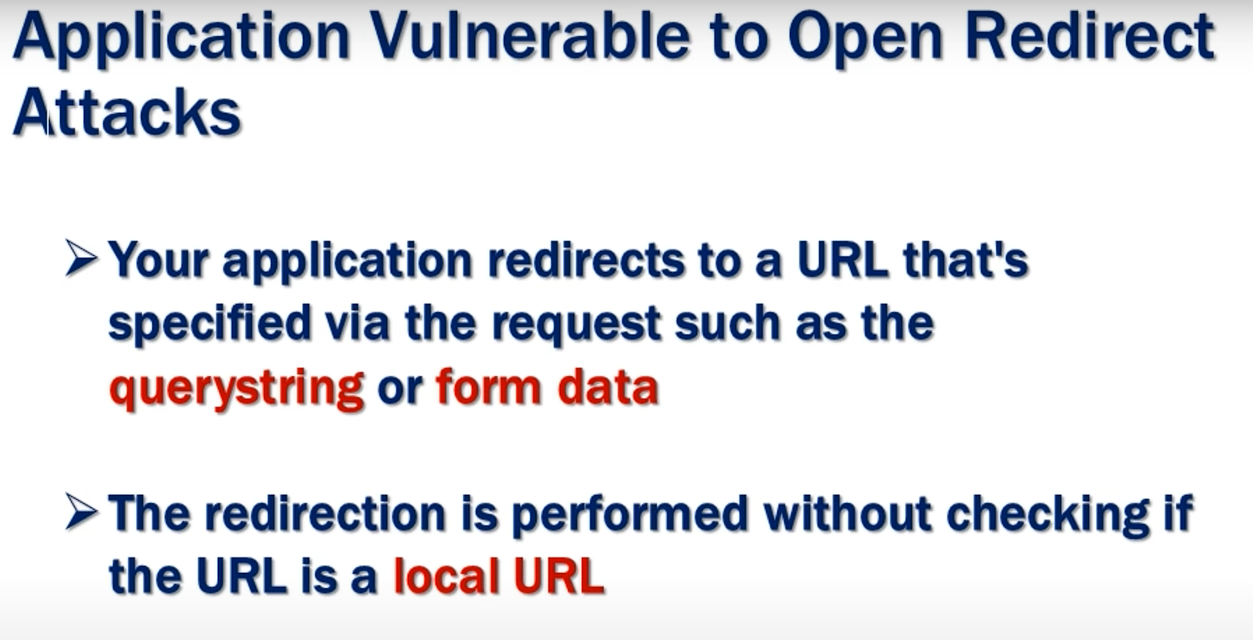 Application Vulnerable to Open Redirect
Attacks
Your application redirects to a URL that's
specified via the request such as the
querystring or form data
The redirection is performed without checking if
the URL is a local URL